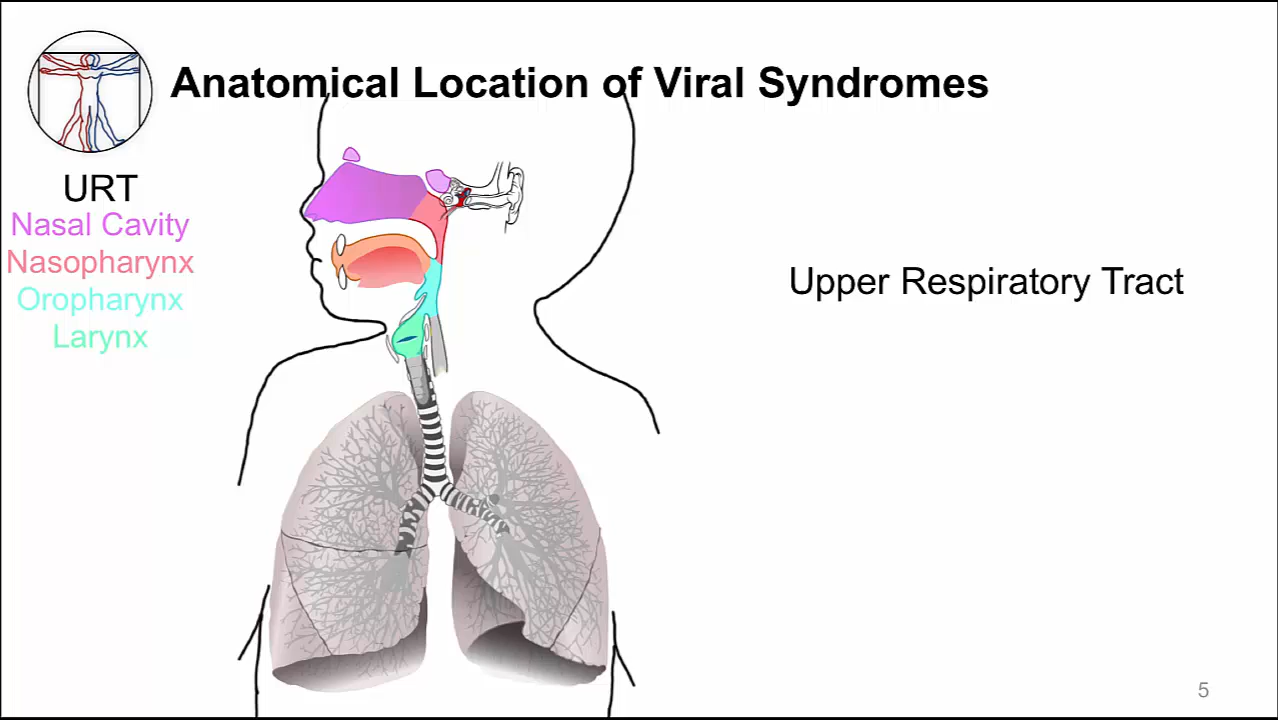 Anatomical Location of Viral Syndromes
URT
Nasal Cavity
Nasopharynx
Oropharynx
Larynx
Upper Respiratory Tract
5